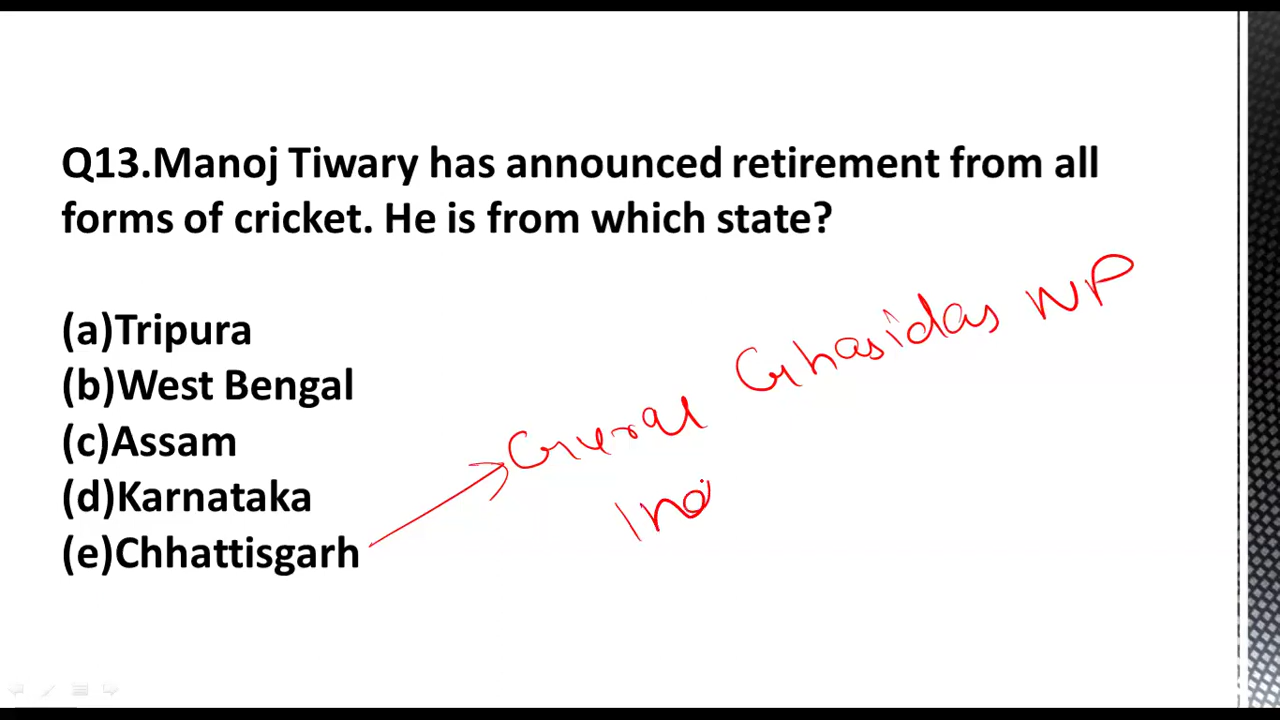 Q13.Manoj Tiwary has announced retirement from all
forms of cricket. He is from which state?
(a)Tripura
(b)West Bengal
(c)Assam
(d)Karnataka
(e)Chhattisgarh
Ghasidas NP